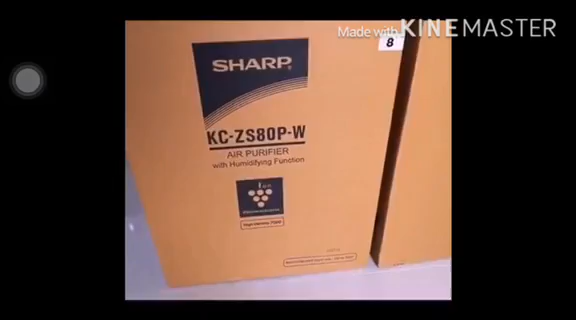 Made with KINEMASTER
8
SHARP
KC-ZS80P-W
AIR PURIFIER
with Humidifying Function